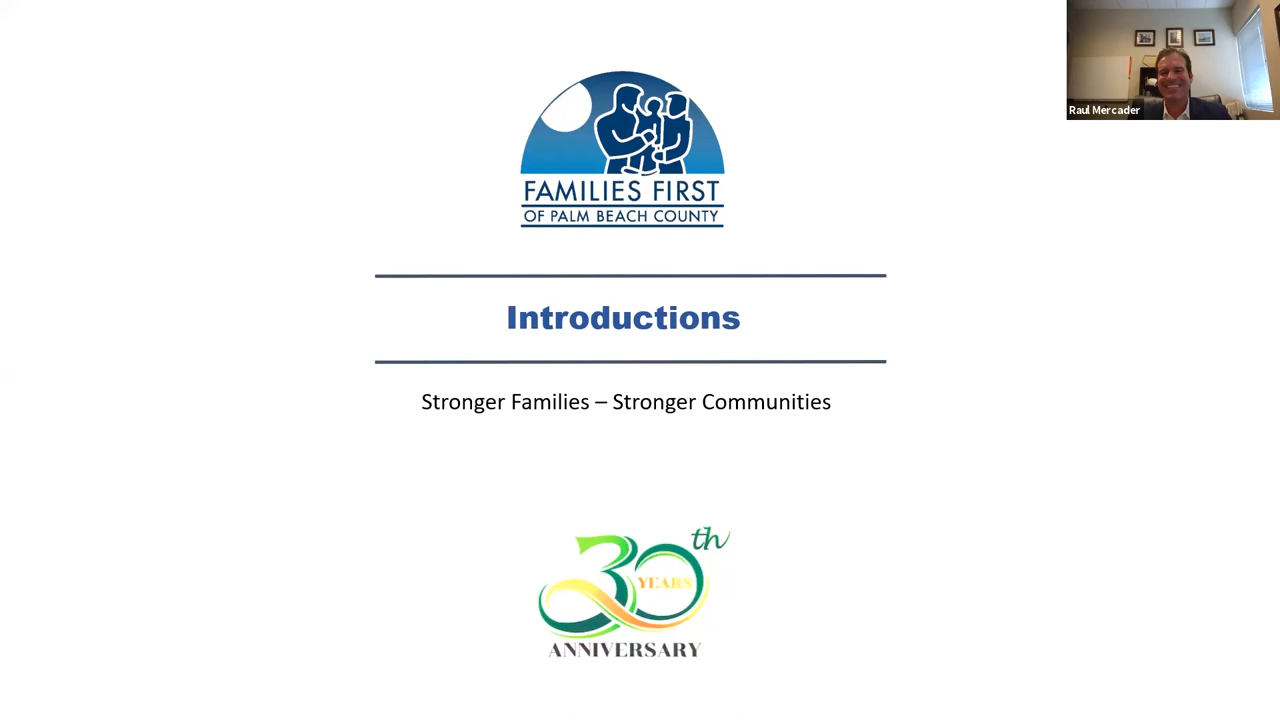 Raul Mercader
FAMILIES FIRST
OF PALM BEACH COUNTY
Introductions
Stronger Families – Stronger Communities
30th
YEARS
ANNIVERSARY